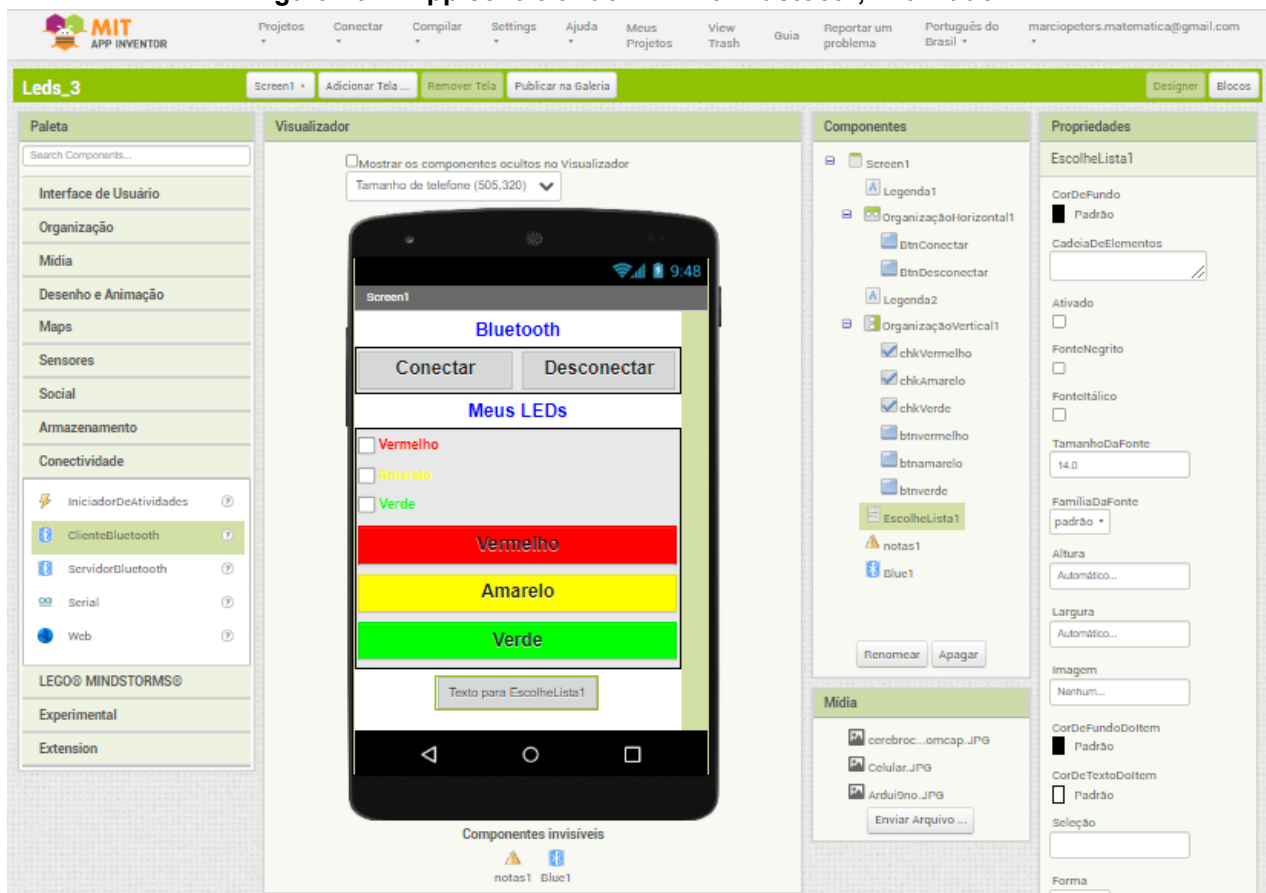 MIT
APP INVENTOR
Projetos
Conectar
Compilar
Settings
Ajuda
Meus
Projetos
View
Trash
Guia
Reportar um
problema
Português do
Brasil
marciopeters.matematica@gmail.com
Leds_3
Screen1
Adicionar Tela ...
Remover Tela
Publicar na Galeria
Designer
Blocos
Paleta
Search Components...
Interface de Usuário
Organização
Mídia
Desenho e Animação
Maps
Sensores
Social
Armazenamento
Conectividade
IniciadorDeAtividades
ClienteBluetooth
ServidorBluetooth
Serial
Web
LEGO® MINDSTORMS®
Experimental
Extension
Visualizador
Mostrar os componentes ocultos no Visualizador
Tamanho de telefone (505,320)
9:48
Screen1
Bluetooth
Conectar
Desconectar
Meus LEDs
Vermelho
Amarelo
Verde
Vermelho
Amarelo
Verde
Texto para EscolheLista1
Componentes invisíveis
notas1
Blue1
Componentes
Screen1
Legenda1
OrganizaçãoHorizontal1
BtnConectar
BtnDesconectar
Legenda2
OrganizaçãoVertical1
chkVermelho
chkAmarelo
chkVerde
btnvermelho
btnamarelo
btnverde
EscolheLista1
notas1
Blue1
Renomear
Apagar
Mídia
cerebroc...omcap.JPG
Celular.JPG
Ardui9no.JPG
Enviar Arquivo ...
Propriedades
EscolheLista1
CorDeFundo
Padrão
CadeiaDeElementos
Ativado
FonteNegrito
FonteItálico
TamanhoDaFonte
14.0
FamíliaDaFonte
padrão
Altura
Automático...
Largura
Automático...
Imagem
Nenhum...
CorDeFundoDoItem
Padrão
CorDeTextoDoItem
Padrão
Seleção
Forma